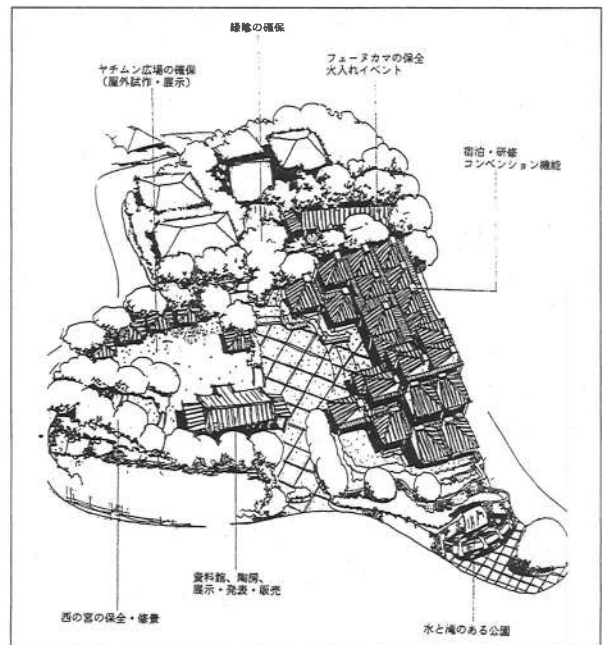 緑陰の確保
ヤチムン広場の確保
(屋外試作・展示)
フェーヌカマの保全
火入れイベント
宿泊・研修
コンベンション機能
資料館、陶房、
展示・発表・販売
西の宮の保全・修景
水と滝のある公園